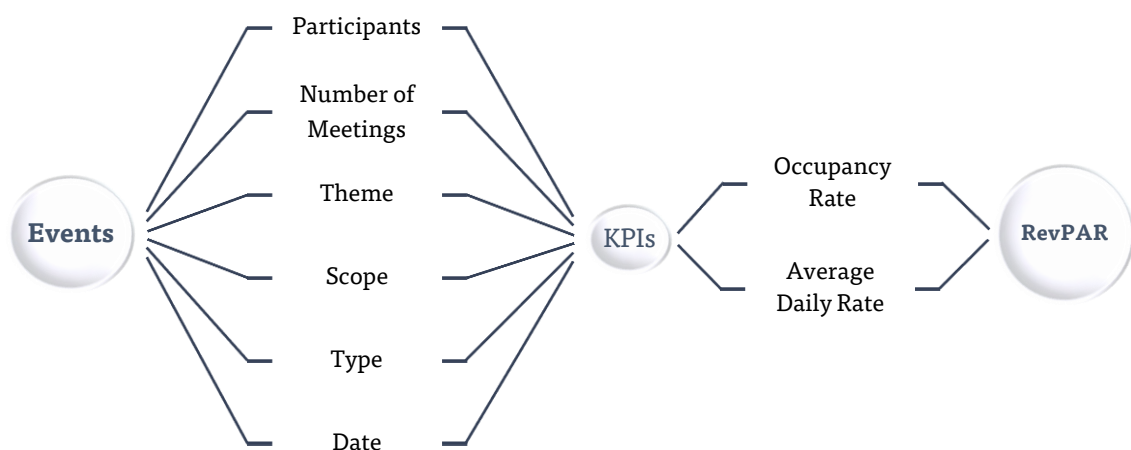 Participants
Number of
Meetings
Theme
Scope
Type
Date
Events
KPIs
Occupancy
Rate
Average
Daily Rate
RevPAR